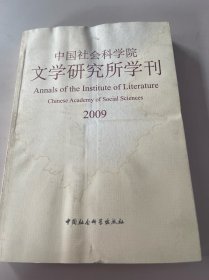 中国社会科学院
文学研究所学刊
Annals of the Institute of Literature
Chinese Academy of Social Sciences
2009
中国社会科学出版社